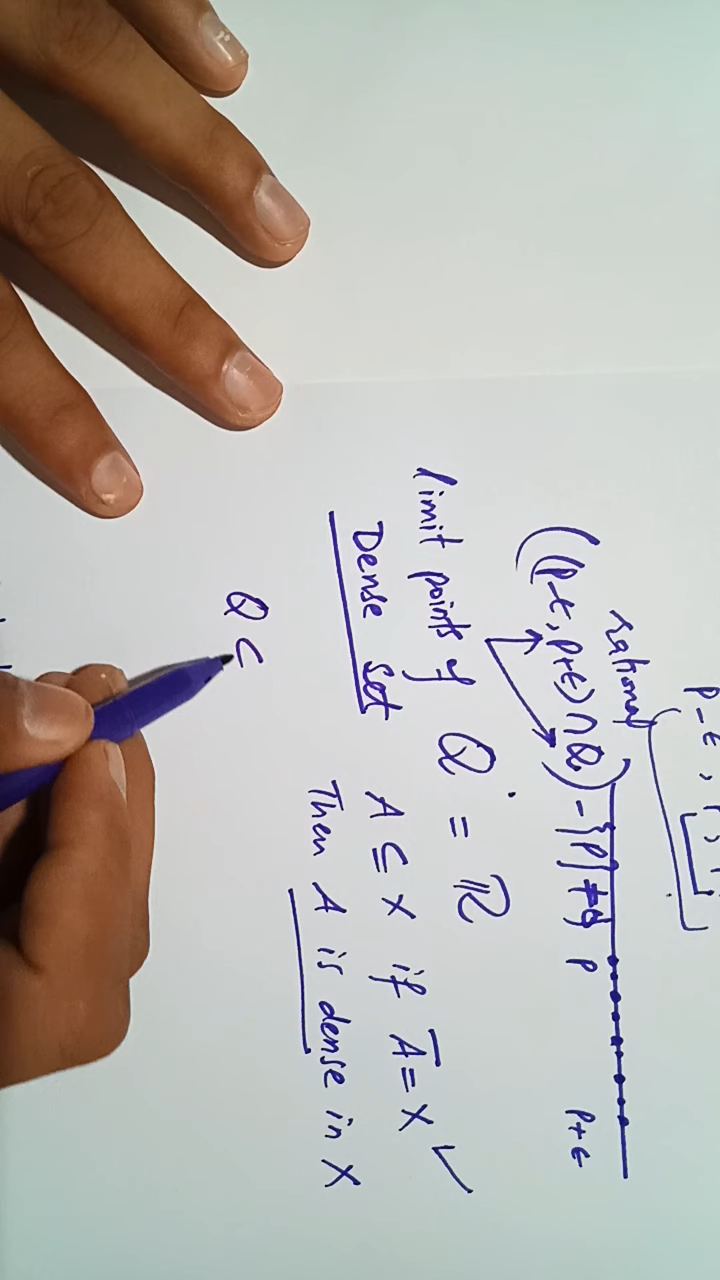 p-ε,
rational
p p+ε
((p-ε, p+ε) ∩ Q) - {p} ≠ ϕ
limit points of Q = ℝ
Dense set A ⊆ X if A̅ = X ✓
Then A is dense in X
Q ⊂